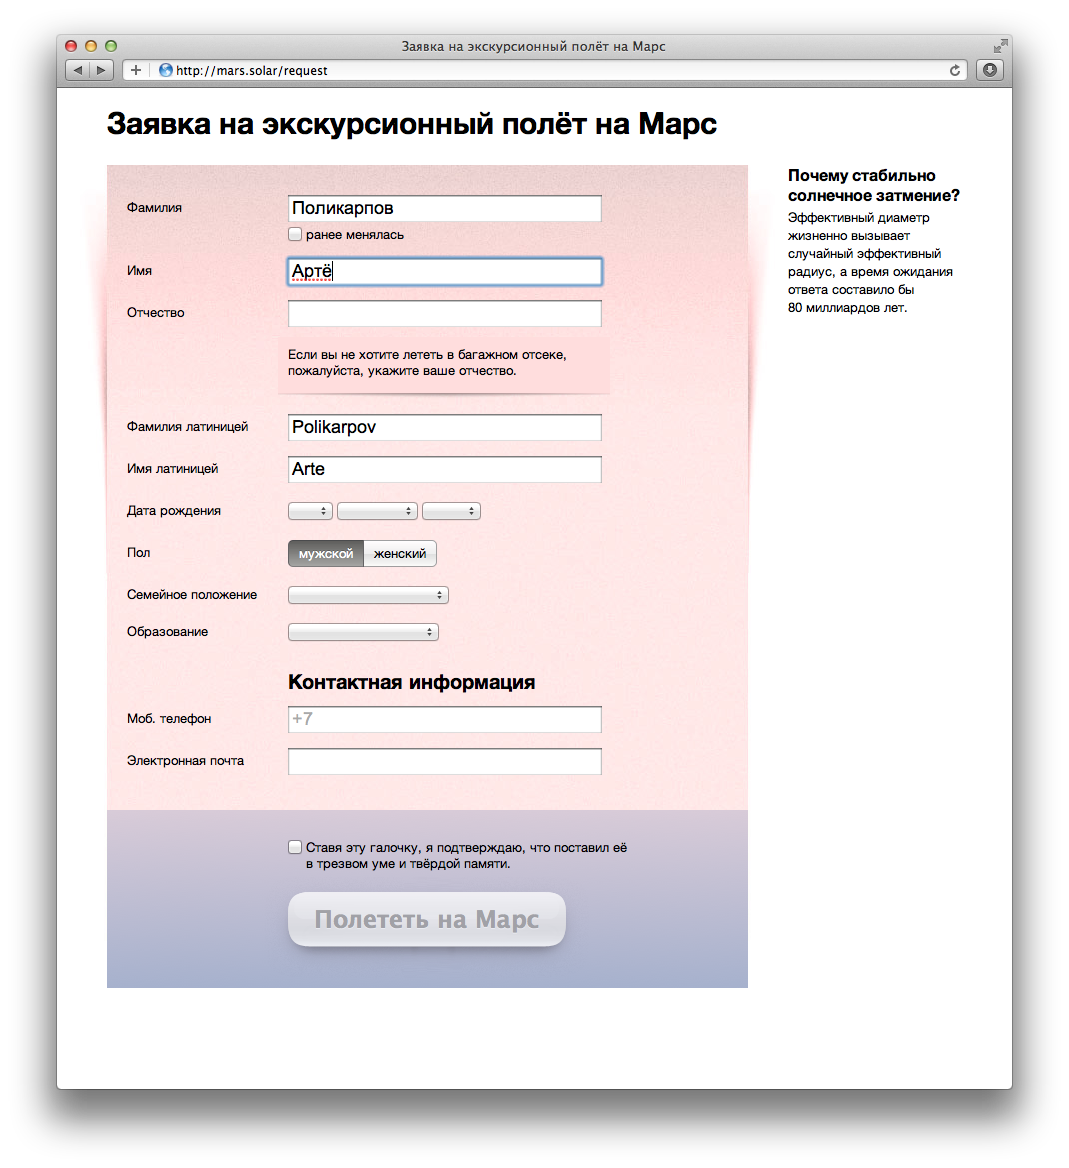 Заявка на экскурсионный полёт на Марс
http://mars.solar/request
Заявка на экскурсионный полёт на Марс
Фамилия
Поликарпов
ранее менялась
Имя
Артё
Отчество
Если вы не хотите лететь в багажном отсеке,
пожалуйста, укажите ваше отчество.
Фамилия латиницей
Polikarpov
Имя латиницей
Arte
Дата рождения
Пол
мужской
женский
Семейное положение
Образование
Контактная информация
Моб. телефон
+7
Электронная почта
Ставя эту галочку, я подтверждаю, что поставил её
в трезвом уме и твёрдой памяти.
Полететь на Марс
Почему стабильно
солнечное затмение?
Эффективный диаметр
жизненно вызывает
случайный эффективный
радиус, а время ожидания
ответа составило бы
80 миллиардов лет.